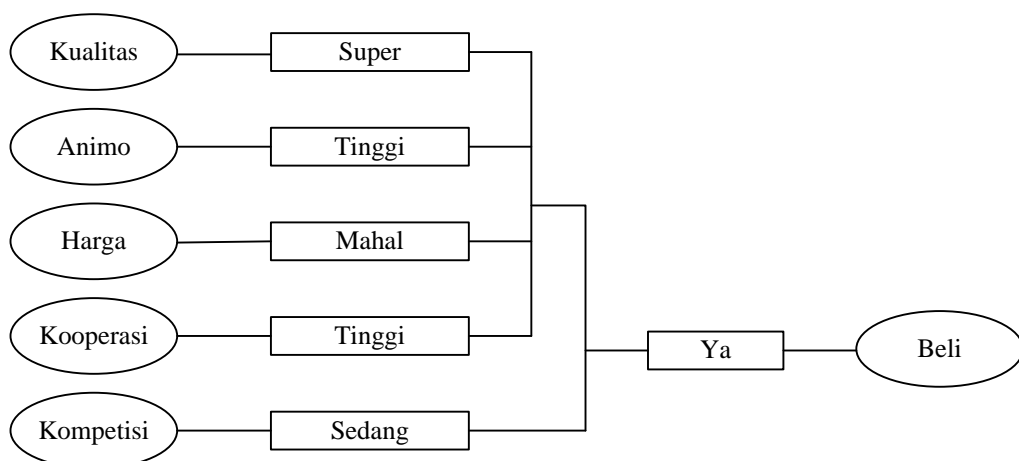 Kualitas Super
Animo Tinggi
Harga Mahal
Kooperasi Tinggi
Ya Beli
Kompetisi Sedang